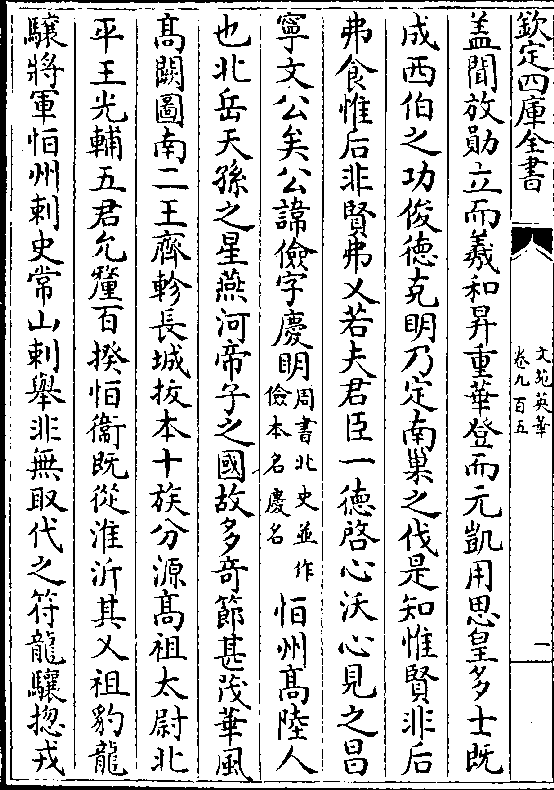 欽定四庫全書
文苑英華
卷九百五
一
盖聞放勛立而羲和昇重華登而元凱用思皇多士既
成西伯之功俊德克明乃定南巢之伐是知惟賢非后
弗食惟后非賢弗乂若夫君臣一德啓心沃心見之昌
寧文公矣公諱儉字慶明周書北史並作儉本名慶名恒州高陸人
也北岳天孫之星燕河帝子之國故多竒節甚茂華風
髙闕圖南二王齊軫長城抜本十族分源髙祖太尉北
平王光輔五君允釐百揆恒衞既從淮沂其乂祖豹龍
驤將軍恒州刺史常山刺舉非無取代之符龍驤揔戎